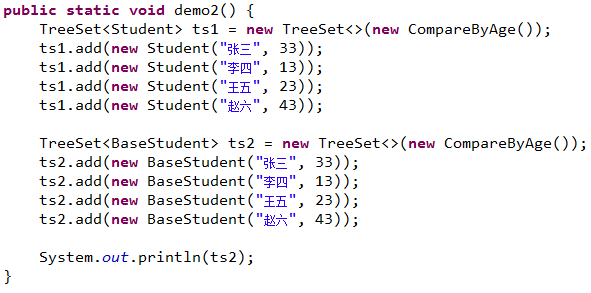 public static void demo2() {
    TreeSet<Student> ts1 = new TreeSet<>(new CompareByAge());
    ts1.add(new Student("张三", 33));
    ts1.add(new Student("李四", 13));
    ts1.add(new Student("王五", 23));
    ts1.add(new Student("赵六", 43));

    TreeSet<BaseStudent> ts2 = new TreeSet<>(new CompareByAge());
    ts2.add(new BaseStudent("张三", 33));
    ts2.add(new BaseStudent("李四", 13));
    ts2.add(new BaseStudent("王五", 23));
    ts2.add(new BaseStudent("赵六", 43));

    System.out.println(ts2);
}